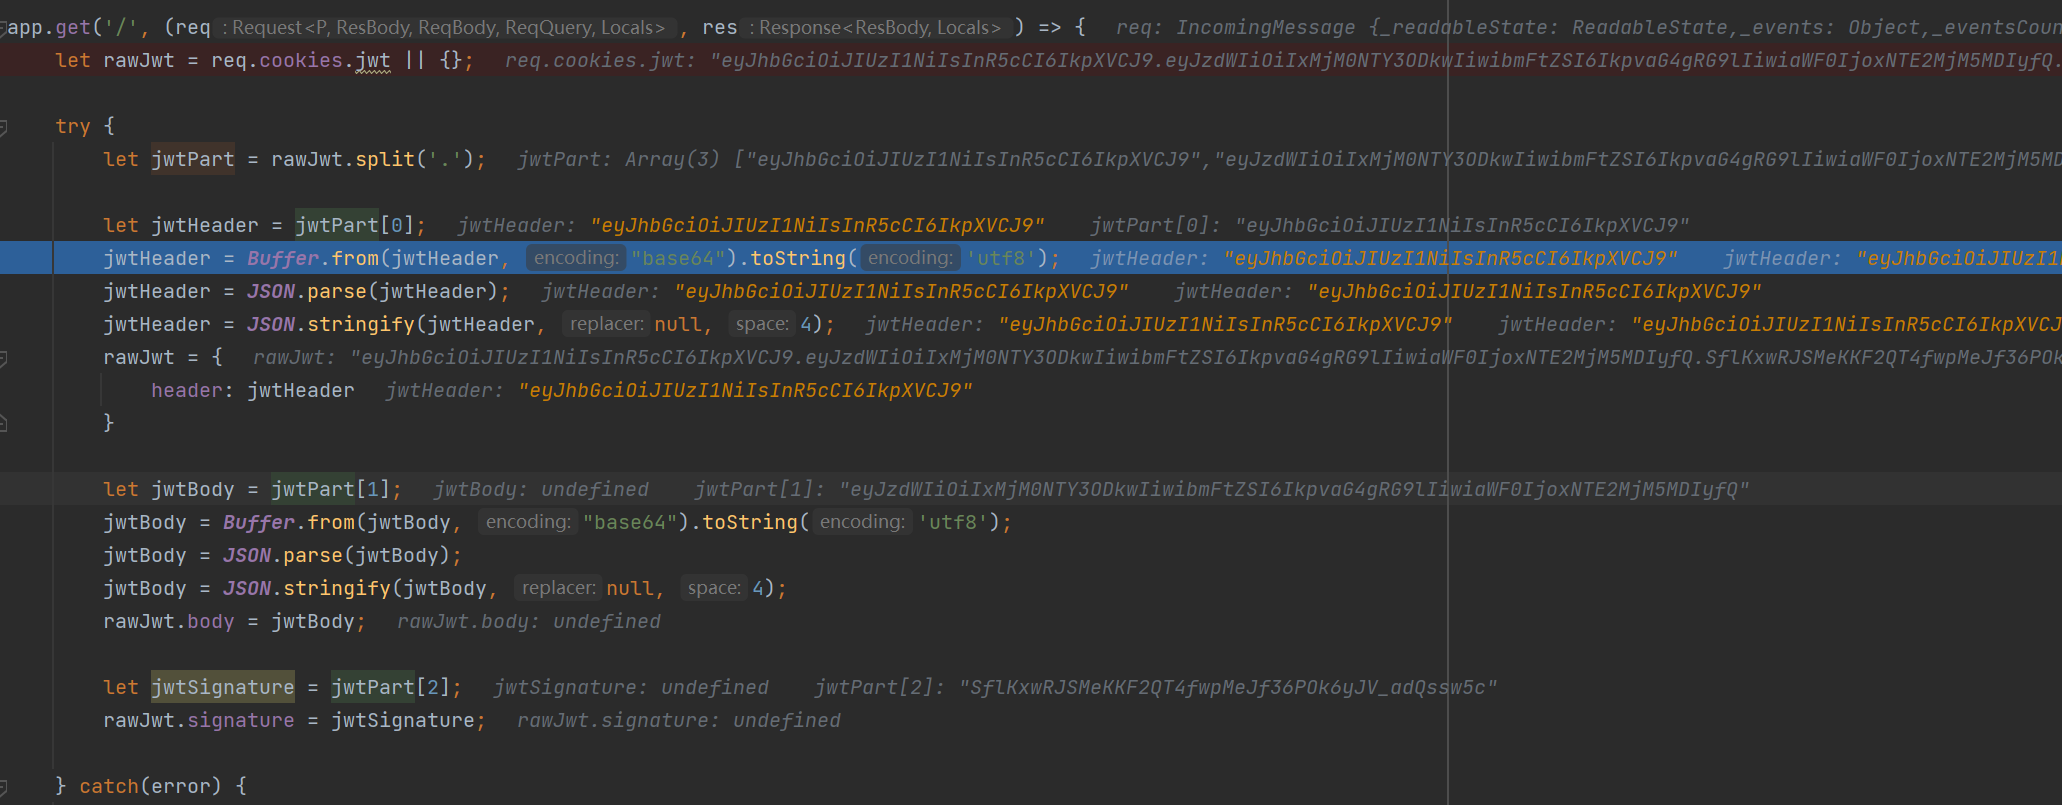 app.get('/', (req : Request<P, ResBody, ReqBody, ReqQuery, Locals> , res : Response<ResBody, Locals> ) => {   req: IncomingMessage {_readableState: ReadableState,_events: Object,_eventsCoun
let rawJwt = req.cookies.jwt || {};   req.cookies.jwt: "eyJhbGciOiJIUzI1NiIsInR5cCI6IkpXVCJ9.eyJzdWIiOiIxMjM0NTY3ODkwIiwibmFtZSI6IkpvaG4gRG9lIiwiaWF0IjoxNTE2MjM5MDIyfQ.
try {
let jwtPart = rawJwt.split('.');   jwtPart: Array(3) ["eyJhbGciOiJIUzI1NiIsInR5cCI6IkpXVCJ9","eyJzdWIiOiIxMjM0NTY3ODkwIiwibmFtZSI6IkpvaG4gRG9lIiwiaWF0IjoxNTE2MjM5MD
let jwtHeader = jwtPart[0];   jwtHeader: "eyJhbGciOiJIUzI1NiIsInR5cCI6IkpXVCJ9"   jwtPart[0]: "eyJhbGciOiJIUzI1NiIsInR5cCI6IkpXVCJ9"
jwtHeader = Buffer.from(jwtHeader, encoding: "base64").toString( encoding: 'utf8');   jwtHeader: "eyJhbGciOiJIUzI1NiIsInR5cCI6IkpXVCJ9"   jwtHeader: "eyJhbGciOiJIUzI1
jwtHeader = JSON.parse(jwtHeader);   jwtHeader: "eyJhbGciOiJIUzI1NiIsInR5cCI6IkpXVCJ9"   jwtHeader: "eyJhbGciOiJIUzI1NiIsInR5cCI6IkpXVCJ9"
jwtHeader = JSON.stringify(jwtHeader, replacer: null, space: 4);   jwtHeader: "eyJhbGciOiJIUzI1NiIsInR5cCI6IkpXVCJ9"   jwtHeader: "eyJhbGciOiJIUzI1NiIsInR5cCI6IkpXVCJ
rawJwt = {   rawJwt: "eyJhbGciOiJIUzI1NiIsInR5cCI6IkpXVCJ9.eyJzdWIiOiIxMjM0NTY3ODkwIiwibmFtZSI6IkpvaG4gRG9lIiwiaWF0IjoxNTE2MjM5MDIyfQ.SflKxwRJSMeKKF2QT4fwpMeJf36POk
header: jwtHeader   jwtHeader: "eyJhbGciOiJIUzI1NiIsInR5cCI6IkpXVCJ9"
}
let jwtBody = jwtPart[1];   jwtBody: undefined   jwtPart[1]: "eyJzdWIiOiIxMjM0NTY3ODkwIiwibmFtZSI6IkpvaG4gRG9lIiwiaWF0IjoxNTE2MjM5MDIyfQ"
jwtBody = Buffer.from(jwtBody, encoding: "base64").toString( encoding: 'utf8');
jwtBody = JSON.parse(jwtBody);
jwtBody = JSON.stringify(jwtBody, replacer: null, space: 4);
rawJwt.body = jwtBody;   rawJwt.body: undefined
let jwtSignature = jwtPart[2];   jwtSignature: undefined   jwtPart[2]: "SflKxwRJSMeKKF2QT4fwpMeJf36POk6yJV_adQssw5c"
rawJwt.signature = jwtSignature;   rawJwt.signature: undefined
} catch(error) {